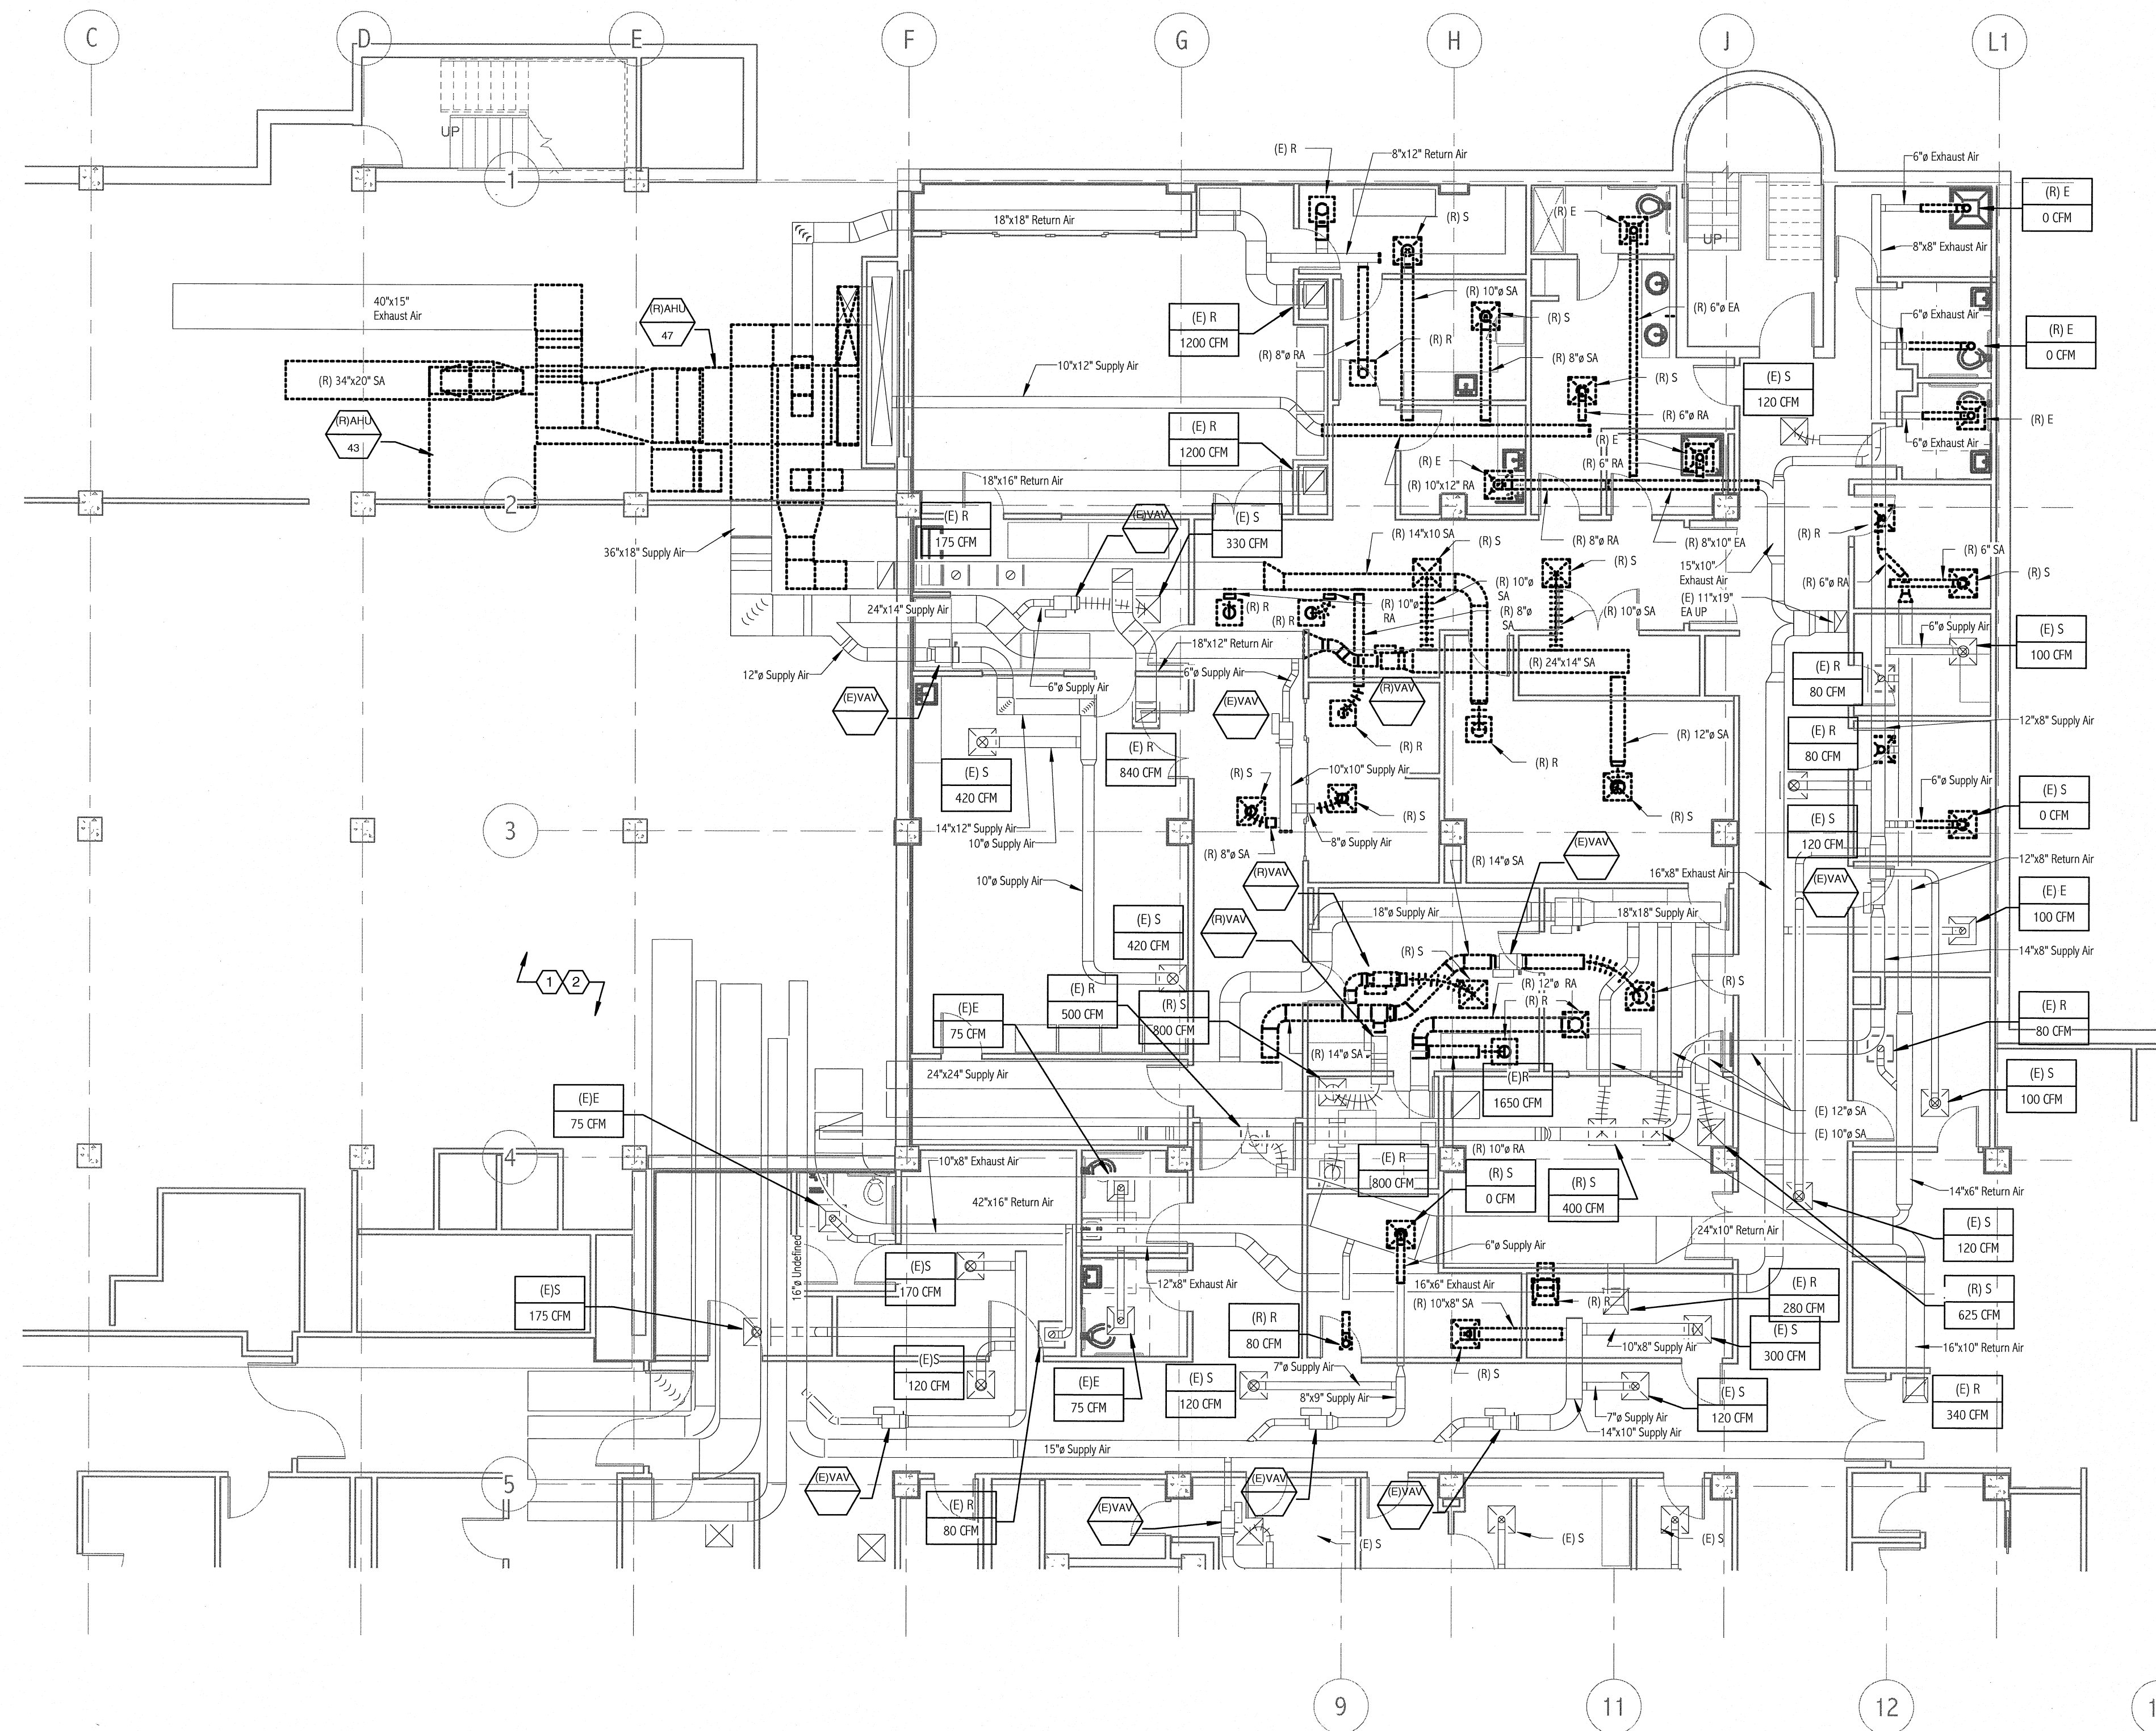 C
D
E
F
G
H
J
L1
UP
1
(E) R
8"x12" Return Air
6"ø Exhaust Air
(R) E
0 CFM
18"x18" Return Air
(R) S
(R) E
UP
8"x8" Exhaust Air
40"x15"
Exhaust Air
(R)AHU
47
(E) R
1200 CFM
(R) 10"ø SA
(R) S
(R) 6"ø EA
6"ø Exhaust Air
(R) E
0 CFM
(R) 8"ø RA
(R) R
(R) 8"ø SA
10"x12" Supply Air
(R) 34"x20" SA
(R) S
(E) S
120 CFM
(R)AHU
43
(E) R
1200 CFM
(R) 6"ø RA
(R) E
6"ø Exhaust Air
(R) E
(R) E
(R) 6" RA
2
18"x16" Return Air
(R) 10"x12" RA
(E) R
175 CFM
(E)VAV
(E) S
330 CFM
(R) 14"x10 SA
(R) S
(R) 8"ø RA
(R) 8"x10" EA
(R) R
36"x18" Supply Air
(R) S
15"x10"
Exhaust Air
(R) 6" SA
(R) S
(R) 6"ø RA
(E) 11"x19"
EA UP
24"x14" Supply Air
(R) R
(R) R
(R) 10"ø
RA
(R) 10"ø
SA
(R) 8"ø
SA
(R) 10"ø SA
6"ø Supply Air
(E) S
100 CFM
18"x12" Return Air
12"ø Supply Air
6"ø Supply Air
6"ø Supply Air
(R) 24"x14" SA
(E) R
80 CFM
(E)VAV
(E)VAV
(R)VAV
12"x8" Supply Air
(E) R
840 CFM
(R) R
(R) R
(R) 12"ø SA
(E) R
80 CFM
(E) S
420 CFM
(R) S
10"x10" Supply Air
6"ø Supply Air
(E) S
0 CFM
3
14"x12" Supply Air
10"ø Supply Air
(R) S
(R) S
(E) S
120 CFM
(R) 8"ø SA
8"ø Supply Air
(E)VAV
(R) 14"ø SA
12"x8" Return Air
10"ø Supply Air
(R)VAV
16"x8" Exhaust Air
(E)VAV
(E) E
100 CFM
(E) S
420 CFM
(R)VAV
18"ø Supply Air
18"x18" Supply Air
14"x8" Supply Air
(R) S
1
2
(E) R
500 CFM
(R) S
800 CFM
(R) 12"ø RA
(R) S
(R) R
(E)E
75 CFM
(E) R
80 CFM
(R) 14"ø SA
24"x24" Supply Air
(E)R
1650 CFM
(E) S
100 CFM
(E)E
75 CFM
(E) 12"ø SA
(E) 10"ø SA
4
10"x8" Exhaust Air
(E) R
800 CFM
(R) 10"ø RA
(R) S
0 CFM
(R) S
400 CFM
42"x16" Return Air
14"x6" Return Air
24"x10" Return Air
(E) S
120 CFM
16"ø Undefined
6"ø Supply Air
(E)S
170 CFM
12"x8" Exhaust Air
16"x6" Exhaust Air
(E)S
175 CFM
(R) R
(E) R
280 CFM
(R) S
625 CFM
(R) R
80 CFM
(R) 10"x8" SA
10"x8" Supply Air
(E) S
300 CFM
16"x10" Return Air
(E)S
120 CFM
(E)E
75 CFM
(E) S
120 CFM
7"ø Supply Air
(R) S
8"x9" Supply Air
(E) S
120 CFM
(E) R
340 CFM
7"ø Supply Air
14"x10" Supply Air
15"ø Supply Air
5
(E)VAV
(E) R
80 CFM
(E)VAV
(E)VAV
(E)VAV
(E) S
(E) S
(E) S
9
11
12